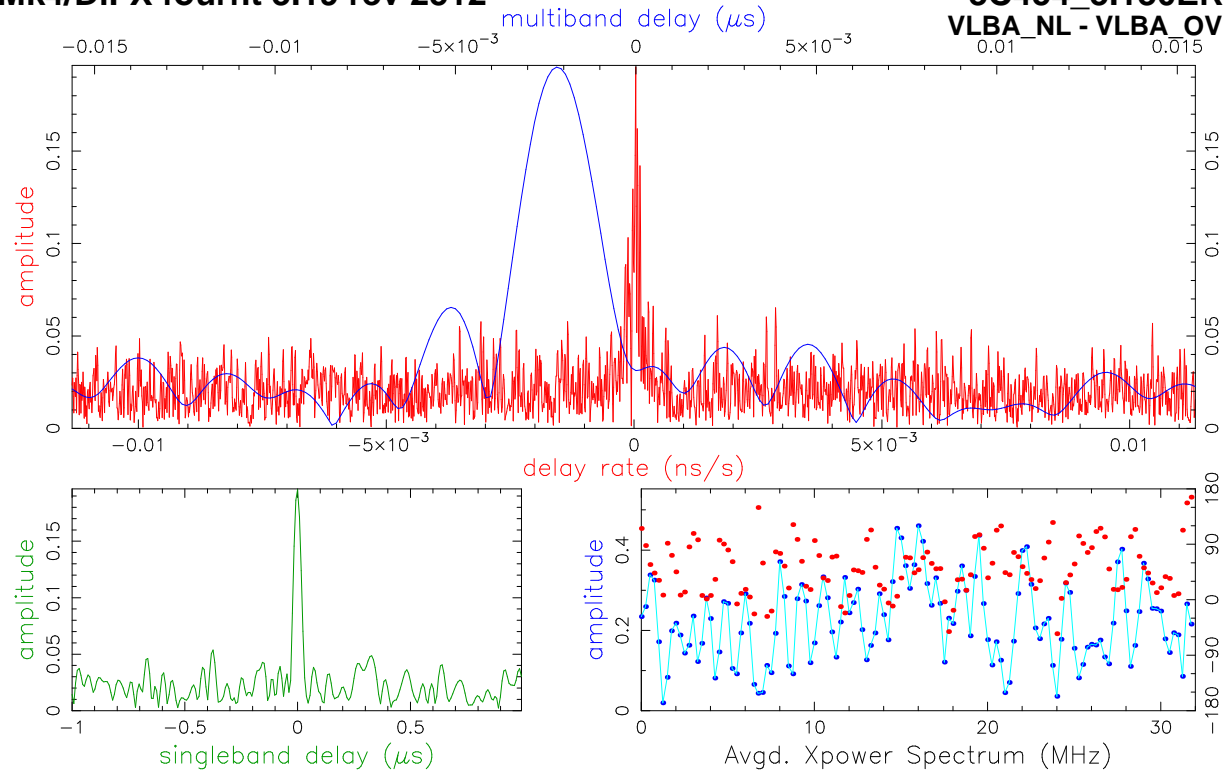 multiband delay (μs)
VLBA_NL - VLBA_OV
−0.015 −0.01 −5×10⁻³ 0 5×10⁻³ 0.01 0.015
amplitude
0 0.05 0.1 0.15
0 0.05 0.1 0.15
−0.01 −5×10⁻³ 0 5×10⁻³ 0.01
delay rate (ns/s)
amplitude
0 0.05 0.1 0.15
−1 −0.5 0 0.5
singleband delay (μs)
amplitude
0 0.2 0.4
−180 −90 0 90 180
0 10 20 30
Avgd. Xpower Spectrum (MHz)